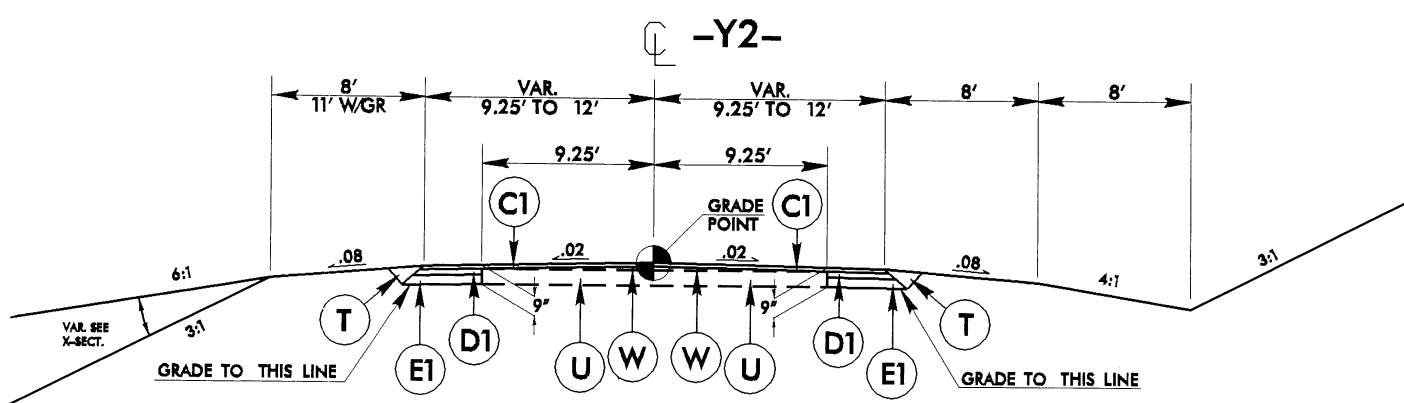 ℄ –Y2–
8' VAR. VAR. 8' 8'
11' W/GR 9.25' TO 12' 9.25' TO 12'
9.25' 9.25'
C1 GRADE C1
POINT
.08 .02 .02 .08
6:1 4:1 3:1
VAR. SEE
X-SECT.
3:1
9" 9"
T E1 D1 U W W U D1 E1 T
GRADE TO THIS LINE GRADE TO THIS LINE